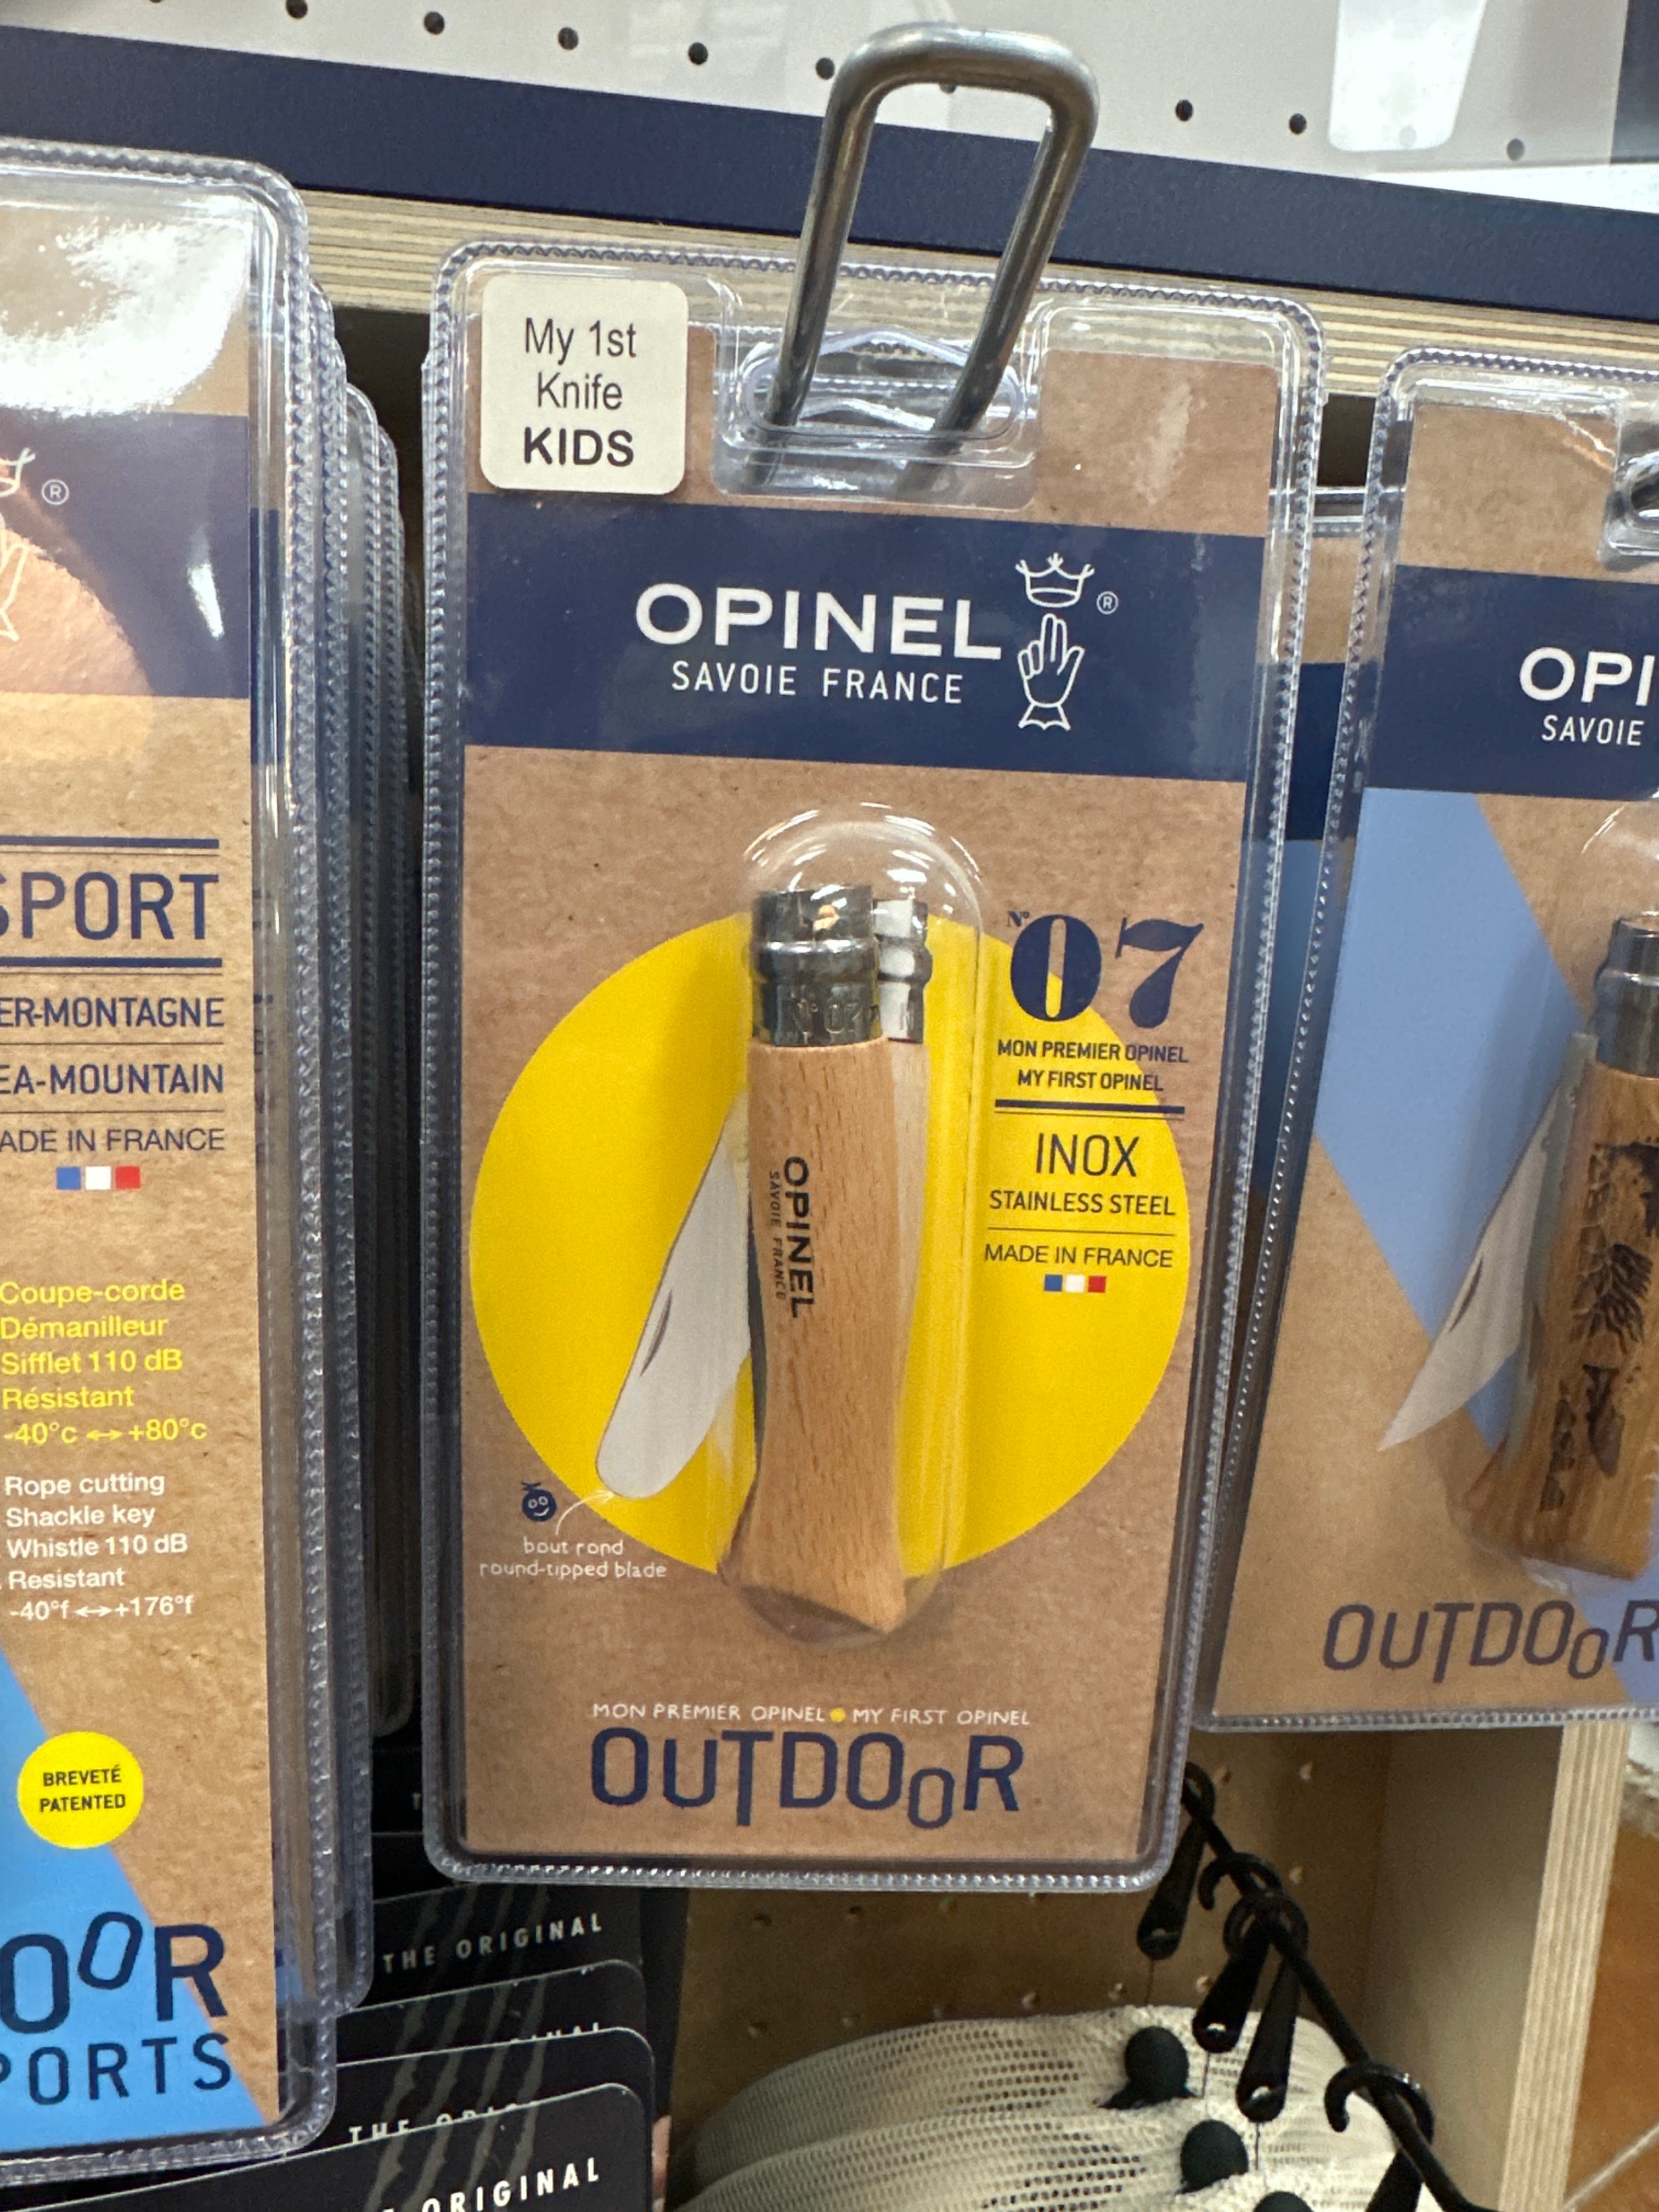 ®
SPORT
ER-MONTAGNE
EA-MOUNTAIN
ADE IN FRANCE
Coupe-corde
Démanilleur
Sifflet 110 dB
Résistant
-40°c ↔ +80°c
Rope cutting
Shackle key
Whistle 110 dB
Resistant
-40°f ↔ +176°f
BREVETÉ
PATENTED
OOR
PORTS
My 1st
Knife
KIDS
OPINEL ®
SAVOIE FRANCE
N°07
MON PREMIER OPINEL
MY FIRST OPINEL
INOX
STAINLESS STEEL
MADE IN FRANCE
N°07
OPINEL
SAVOIE FRANCE
bout rond
round-tipped blade
MON PREMIER OPINEL MY FIRST OPINEL
OUTDOOR
OPI
SAVOIE
OUTDOOR
THE ORIGINAL
THE
ORIGINAL